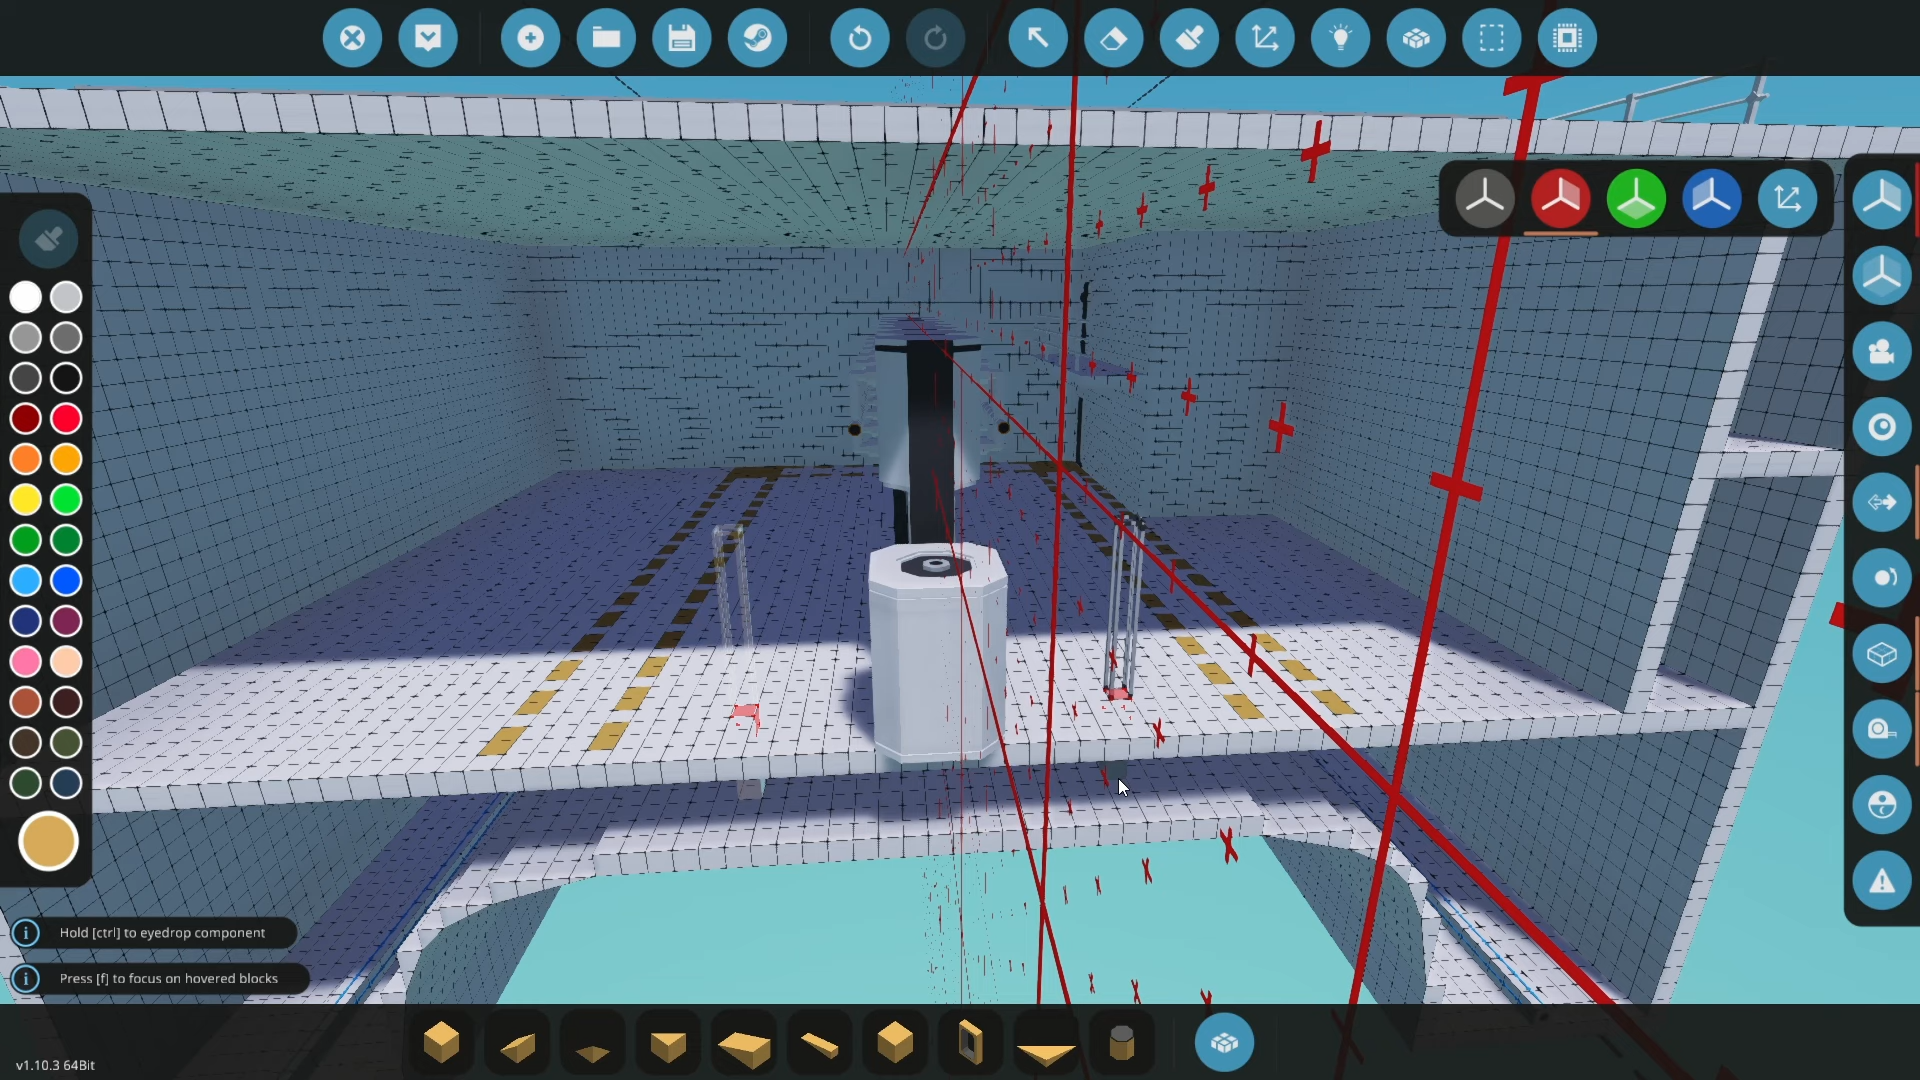 Hold [ctrl] to eyedrop component
Press [f] to focus on hovered blocks
v1.10.3 64Bit